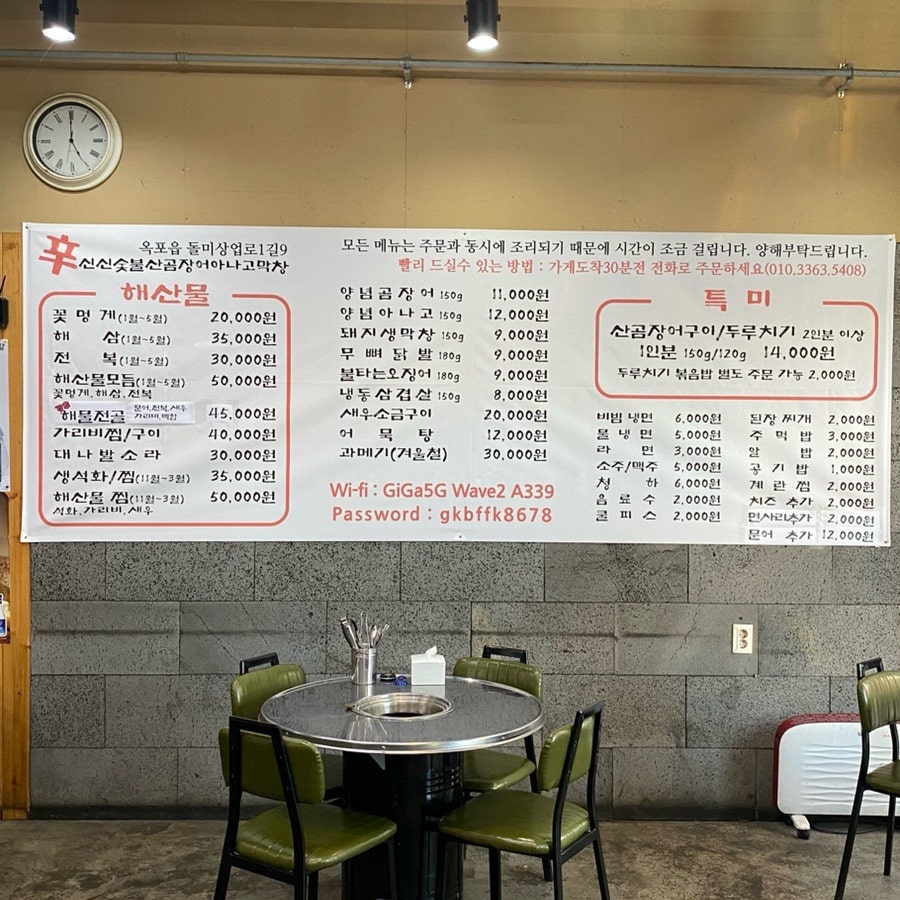 옥포읍 돌미상업로1길9
辛신신숯불산곰장어아나고막창
모든 메뉴는 주문과 동시에 조리되기 때문에 시간이 조금 걸립니다. 양해부탁드립니다.
빨리 드실수 있는 방법 : 가게도착30분전 전화로 주문하세요(010.3363.5408)
해산물
꽃멍게(1월~5월) 20,000원
해 삼(1월~5월) 35,000원
전 복(1월~5월) 30,000원
해산물모듬(1월~5월) 50,000원
꽃멍게, 해삼, 전복
해물전골 문어, 전복, 새우 45,000원
가리비, 백합
가리비찜/구이 40,000원
대나발소라 30,000원
생석화/찜(11월~3월) 35,000원
해산물찜(11월~3월) 50,000원
석화, 가리비, 새우
양념곰장어 150g 11,000원
양념아나고 150g 12,000원
돼지생막창 150g 9,000원
무뼈닭발 180g 9,000원
불타는오징어 180g 9,000원
냉동삼겹살 150g 8,000원
새우소금구이 20,000원
어묵탕 12,000원
과메기(겨울철) 30,000원
Wi-fi : GiGa5G Wave2 A339
Password : gkbffk8678
특미
산곰장어구이/두루치기 2인분 이상
1인분 150g/120g 14,000원
두루치기 볶음밥 별도 주문 가능 2,000원
비빔냉면 6,000원
물냉면 5,000원
라면 3,000원
소주/맥주 5,000원
청하 6,000원
음료수 2,000원
쿨피스 2,000원
된장찌개 2,000원
주먹밥 3,000원
알밥 2,000원
공기밥 1,000원
계란찜 2,000원
치즈 추가 2,000원
면사리추가 2,000원
문어 추가 12,000원